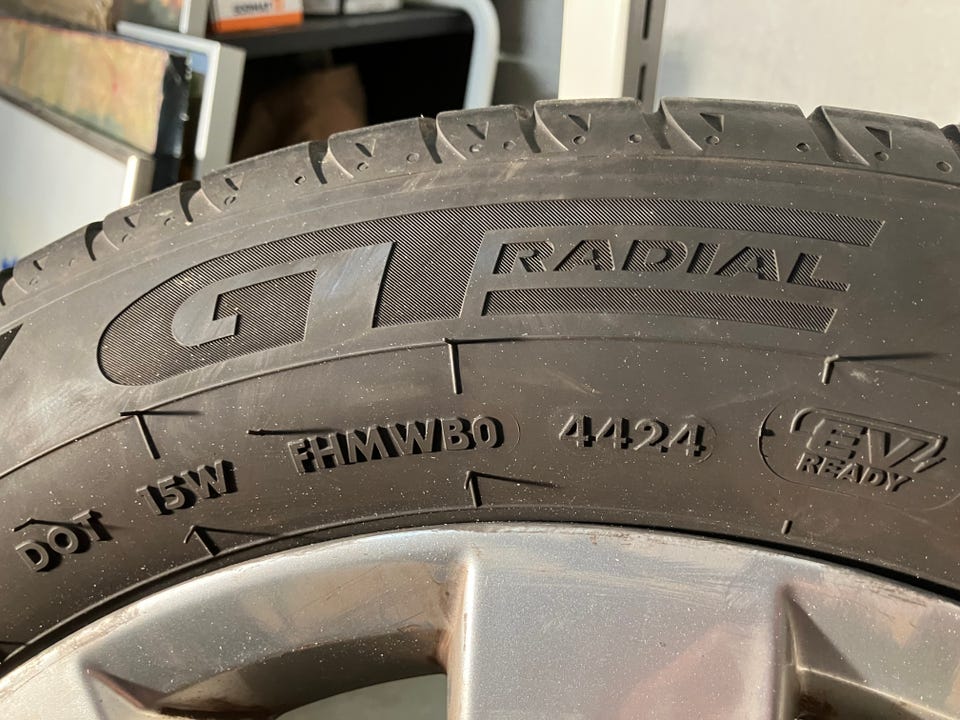 GT RADIAL
DOT 15W FHMWB0 4424
EV
READY